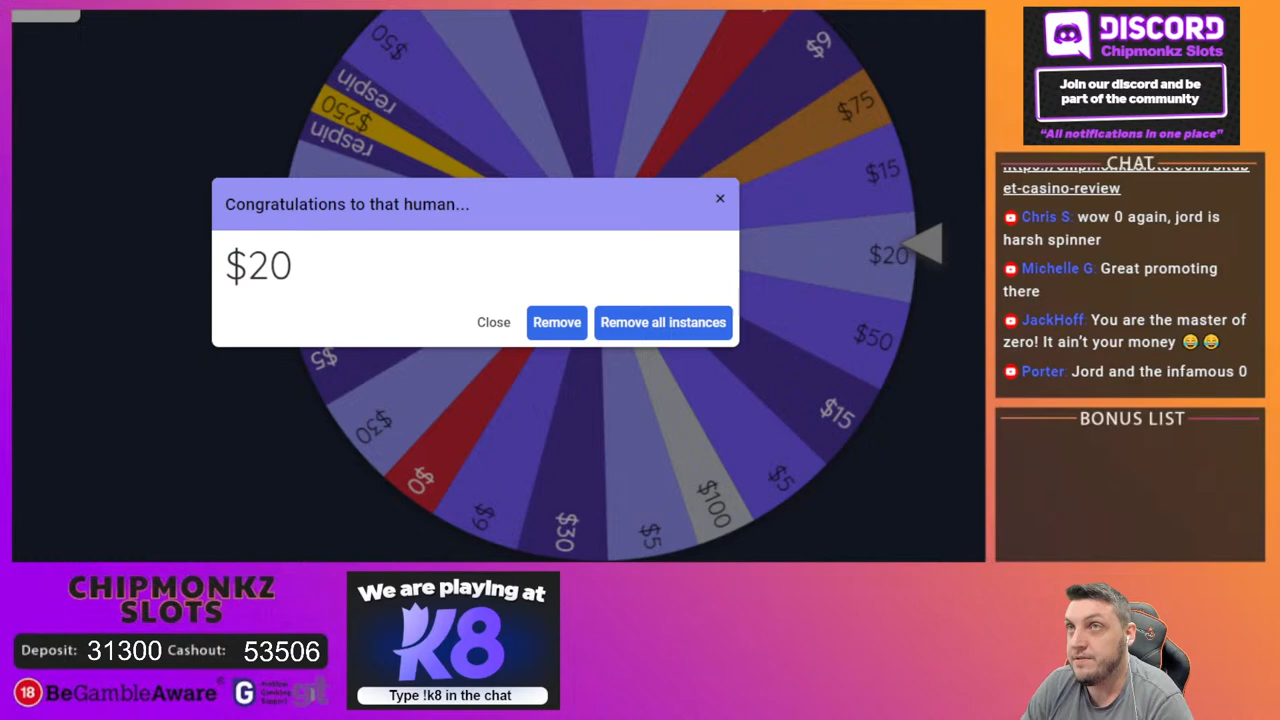 $50
respin
$250
respin
$5
$30
$0
$9
$30
$5
$100
$5
$15
$50
$20
$15
$75
$9
Congratulations to that human...
×
$20
Close
Remove
Remove all instances
DISCORD
Chipmonkz Slots
Join our discord and be
part of the community
"All notifications in one place"
CHAT
et-casino-review
Chris S: wow 0 again, jord is
harsh spinner
Michelle G: Great promoting
there
JackHoff: You are the master of
zero! It ain't your money 😂 😂
Porter: Jord and the infamous 0
BONUS LIST
CHIPMONKZ
SLOTS
Deposit: 31300 Cashout: 53506
18 BeGambleAware
G
We are playing at
K8
Type !k8 in the chat